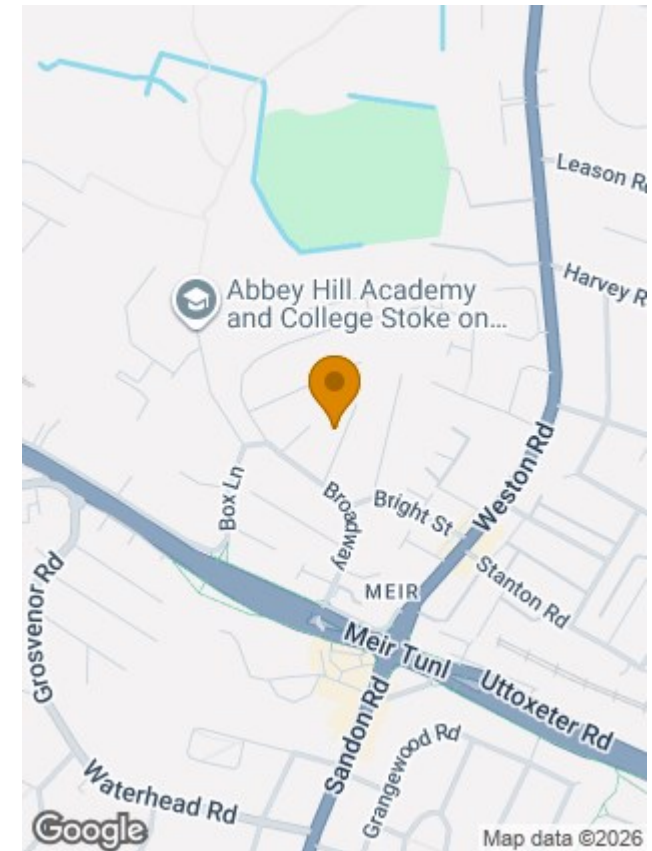 Leason R
Harvey R
Abbey Hill Academy
and College Stoke on...
Weston Rd
Box Ln
Broadway
Bright St
Stanton Rd
MEIR
Grosvenor Rd
Meir Tunl
Uttoxeter Rd
Sandon Rd
Grangewood Rd
Waterhead Rd
Google
Map data ©2026